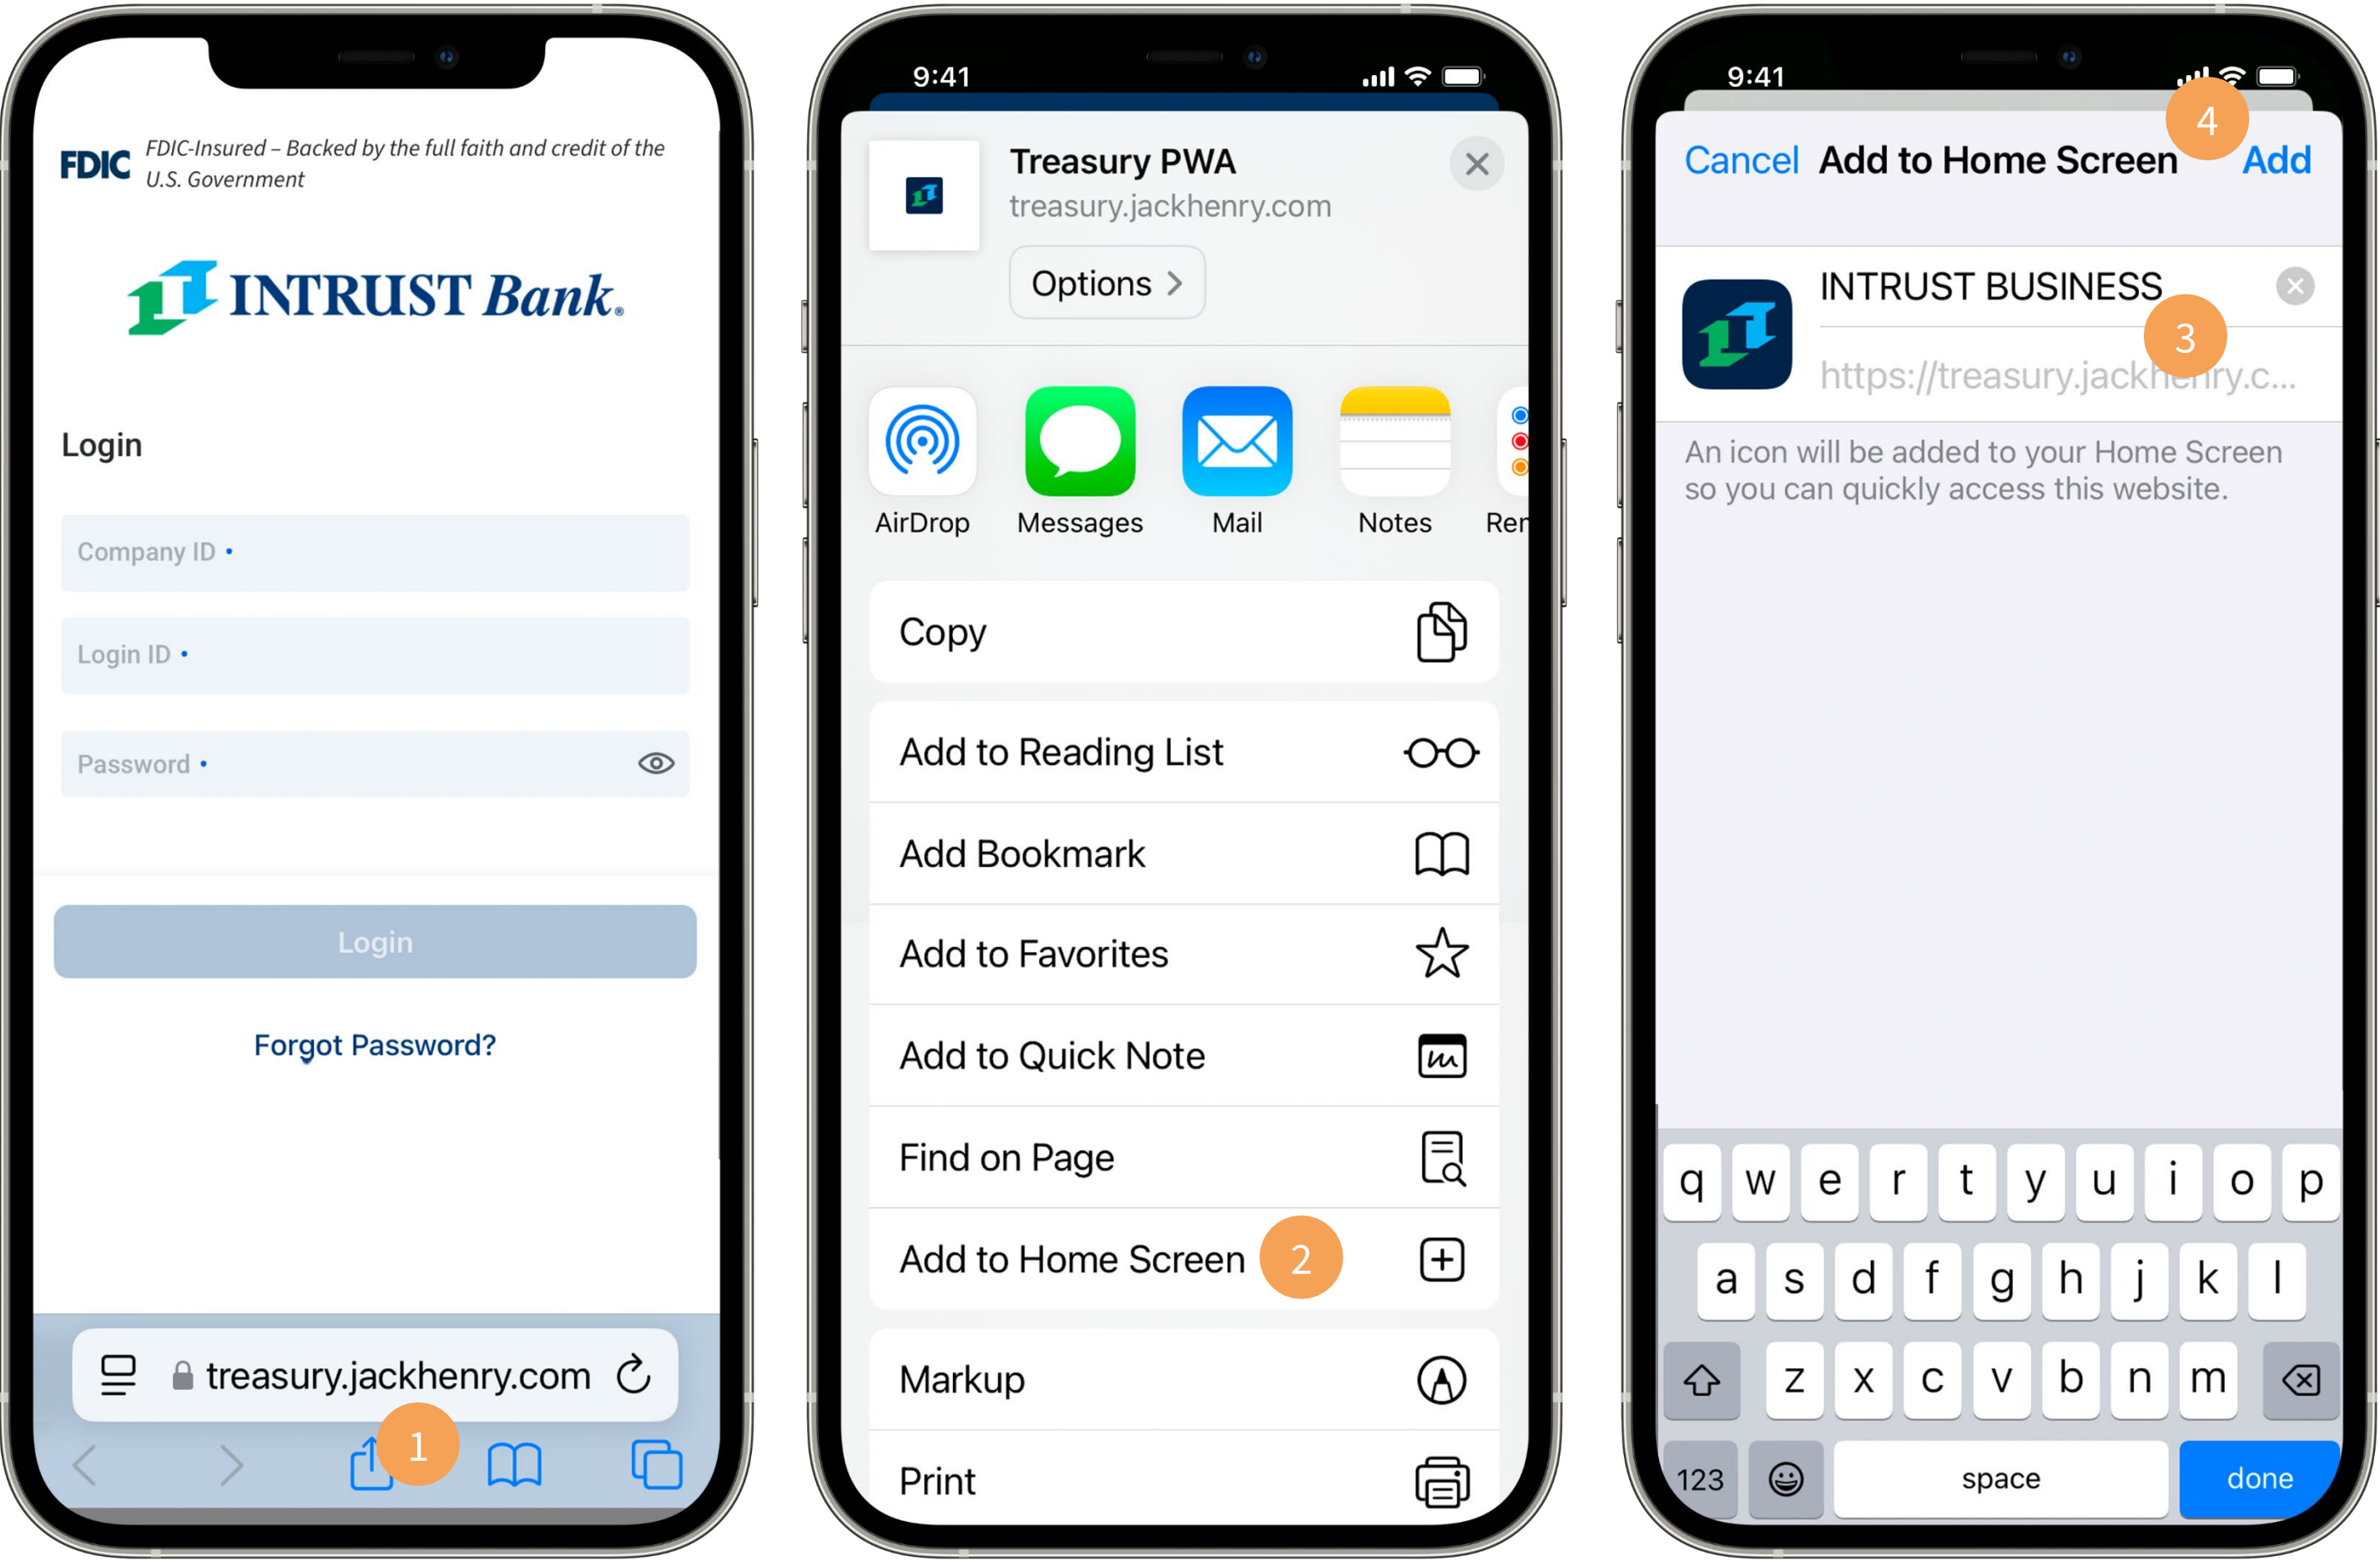 FDIC
FDIC-Insured – Backed by the full faith and credit of the
U.S. Government
INTRUST Bank®
Login
Company ID •
Login ID •
Password •
Login
Forgot Password?
treasury.jackhenry.com
1
9:41
Treasury PWA
treasury.jackhenry.com
Options >
AirDrop
Messages
Mail
Notes
Copy
Add to Reading List
Add Bookmark
Add to Favorites
Add to Quick Note
Find on Page
Add to Home Screen
2
Markup
Print
9:41
4
Cancel Add to Home Screen Add
INTRUST BUSINESS
3
https://treasury.jackhenry.c...
An icon will be added to your Home Screen
so you can quickly access this website.
q w e r t y u i o p
a s d f g h j k l
z x c v b n m
123 space done